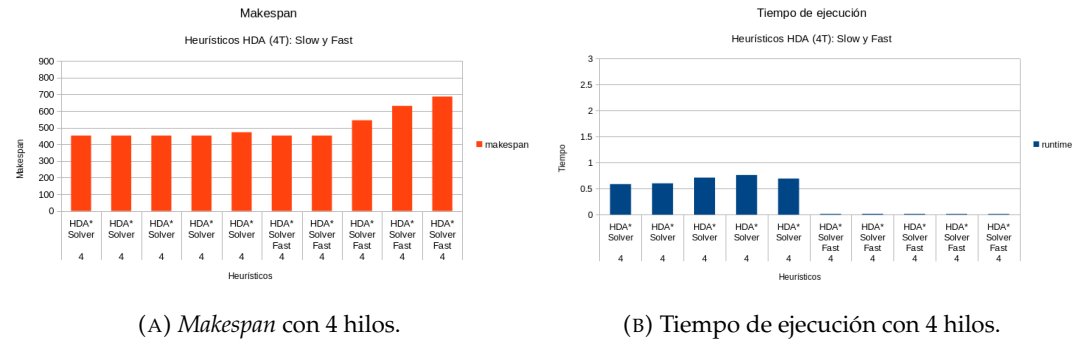 Makespan
Heurísticos HDA (4T): Slow y Fast
900
800
700
600
500
400
300
200
100
0
Makespan
makespan
HDA* Solver 4
HDA* Solver 4
HDA* Solver 4
HDA* Solver 4
HDA* Solver 4
HDA* Solver Fast 4
HDA* Solver Fast 4
HDA* Solver Fast 4
HDA* Solver Fast 4
HDA* Solver Fast 4
Heurísticos
(A) Makespan con 4 hilos.
Tiempo de ejecución
Heurísticos HDA (4T): Slow y Fast
3
2.5
2
1.5
1
0.5
0
Tiempo
runtime
HDA* Solver 4
HDA* Solver 4
HDA* Solver 4
HDA* Solver 4
HDA* Solver 4
HDA* Solver Fast 4
HDA* Solver Fast 4
HDA* Solver Fast 4
HDA* Solver Fast 4
HDA* Solver Fast 4
Heurísticos
(B) Tiempo de ejecución con 4 hilos.